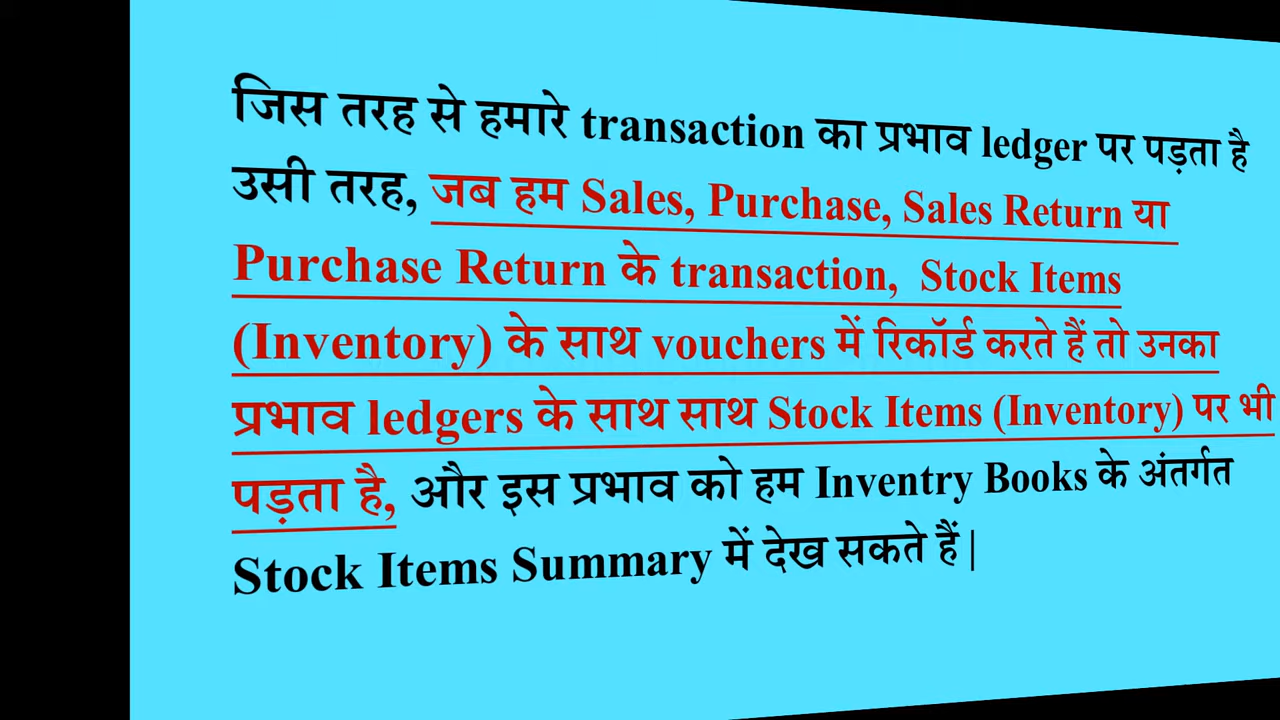 जिस तरह से हमारे transaction का प्रभाव ledger पर पड़ता है
उसी तरह, जब हम Sales, Purchase, Sales Return या
Purchase Return के transaction, Stock Items
(Inventory) के साथ vouchers में रिकॉर्ड करते हैं तो उनका
प्रभाव ledgers के साथ साथ Stock Items (Inventory) पर भी
पड़ता है, और इस प्रभाव को हम Inventry Books के अंतर्गत
Stock Items Summary में देख सकते हैं |